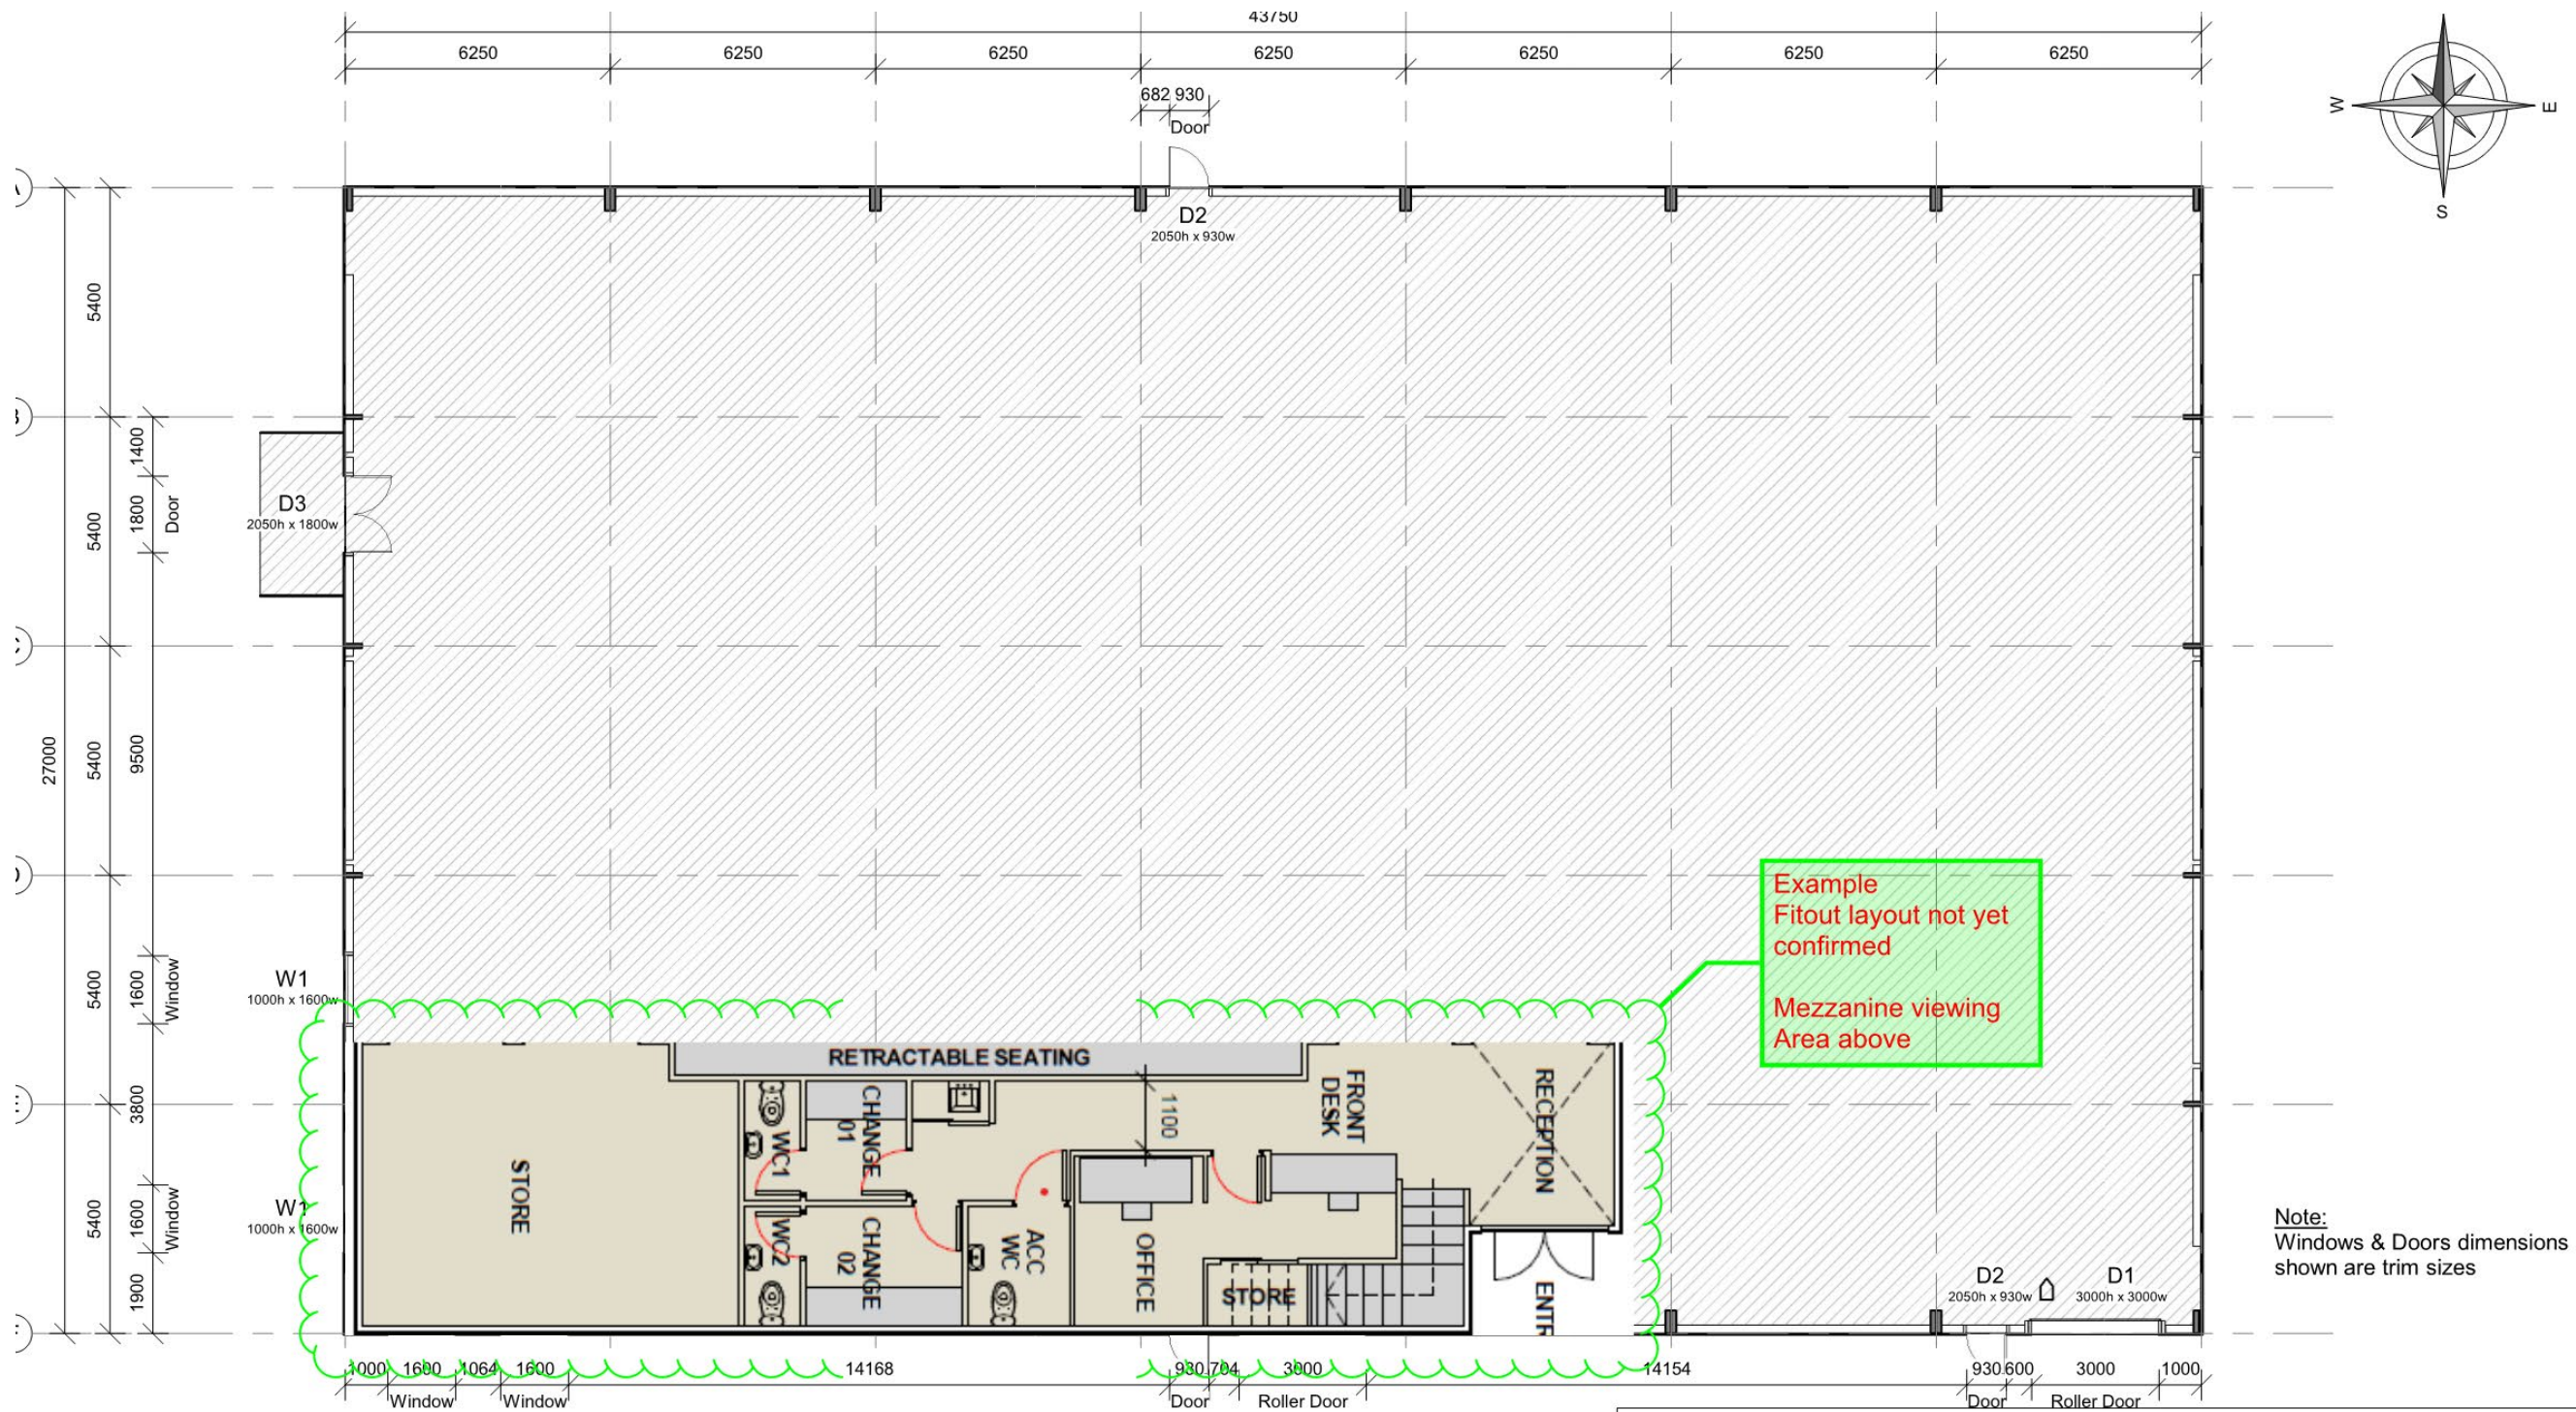 43750
6250 6250 6250 6250 6250 6250 6250
682 930
Door
W E
S
D2
2050h x 930w
5400
1400
D3
2050h x 1800w
1800
Door
5400
27000
5400
9500
Example
Fitout layout not yet
confirmed
Mezzanine viewing
Area above
W1
1000h x 1600w
5400
1600
Window
RETRACTABLE SEATING
3800
STORE
WC1
CHANGE
01
1100
FRONT
DESK
RECEPTION
W1
1000h x 1600w
5400
1600
Window
WC2
CHANGE
02
ACC
WC
OFFICE
STORE
ENTR
1900
D2
2050h x 930w
D1
3000h x 3000w
Note:
Windows & Doors dimensions
shown are trim sizes
1000 1600 1064 1600 14168 930 704 3000 14154 930 600 3000 1000
Window Window Door Roller Door Door Roller Door